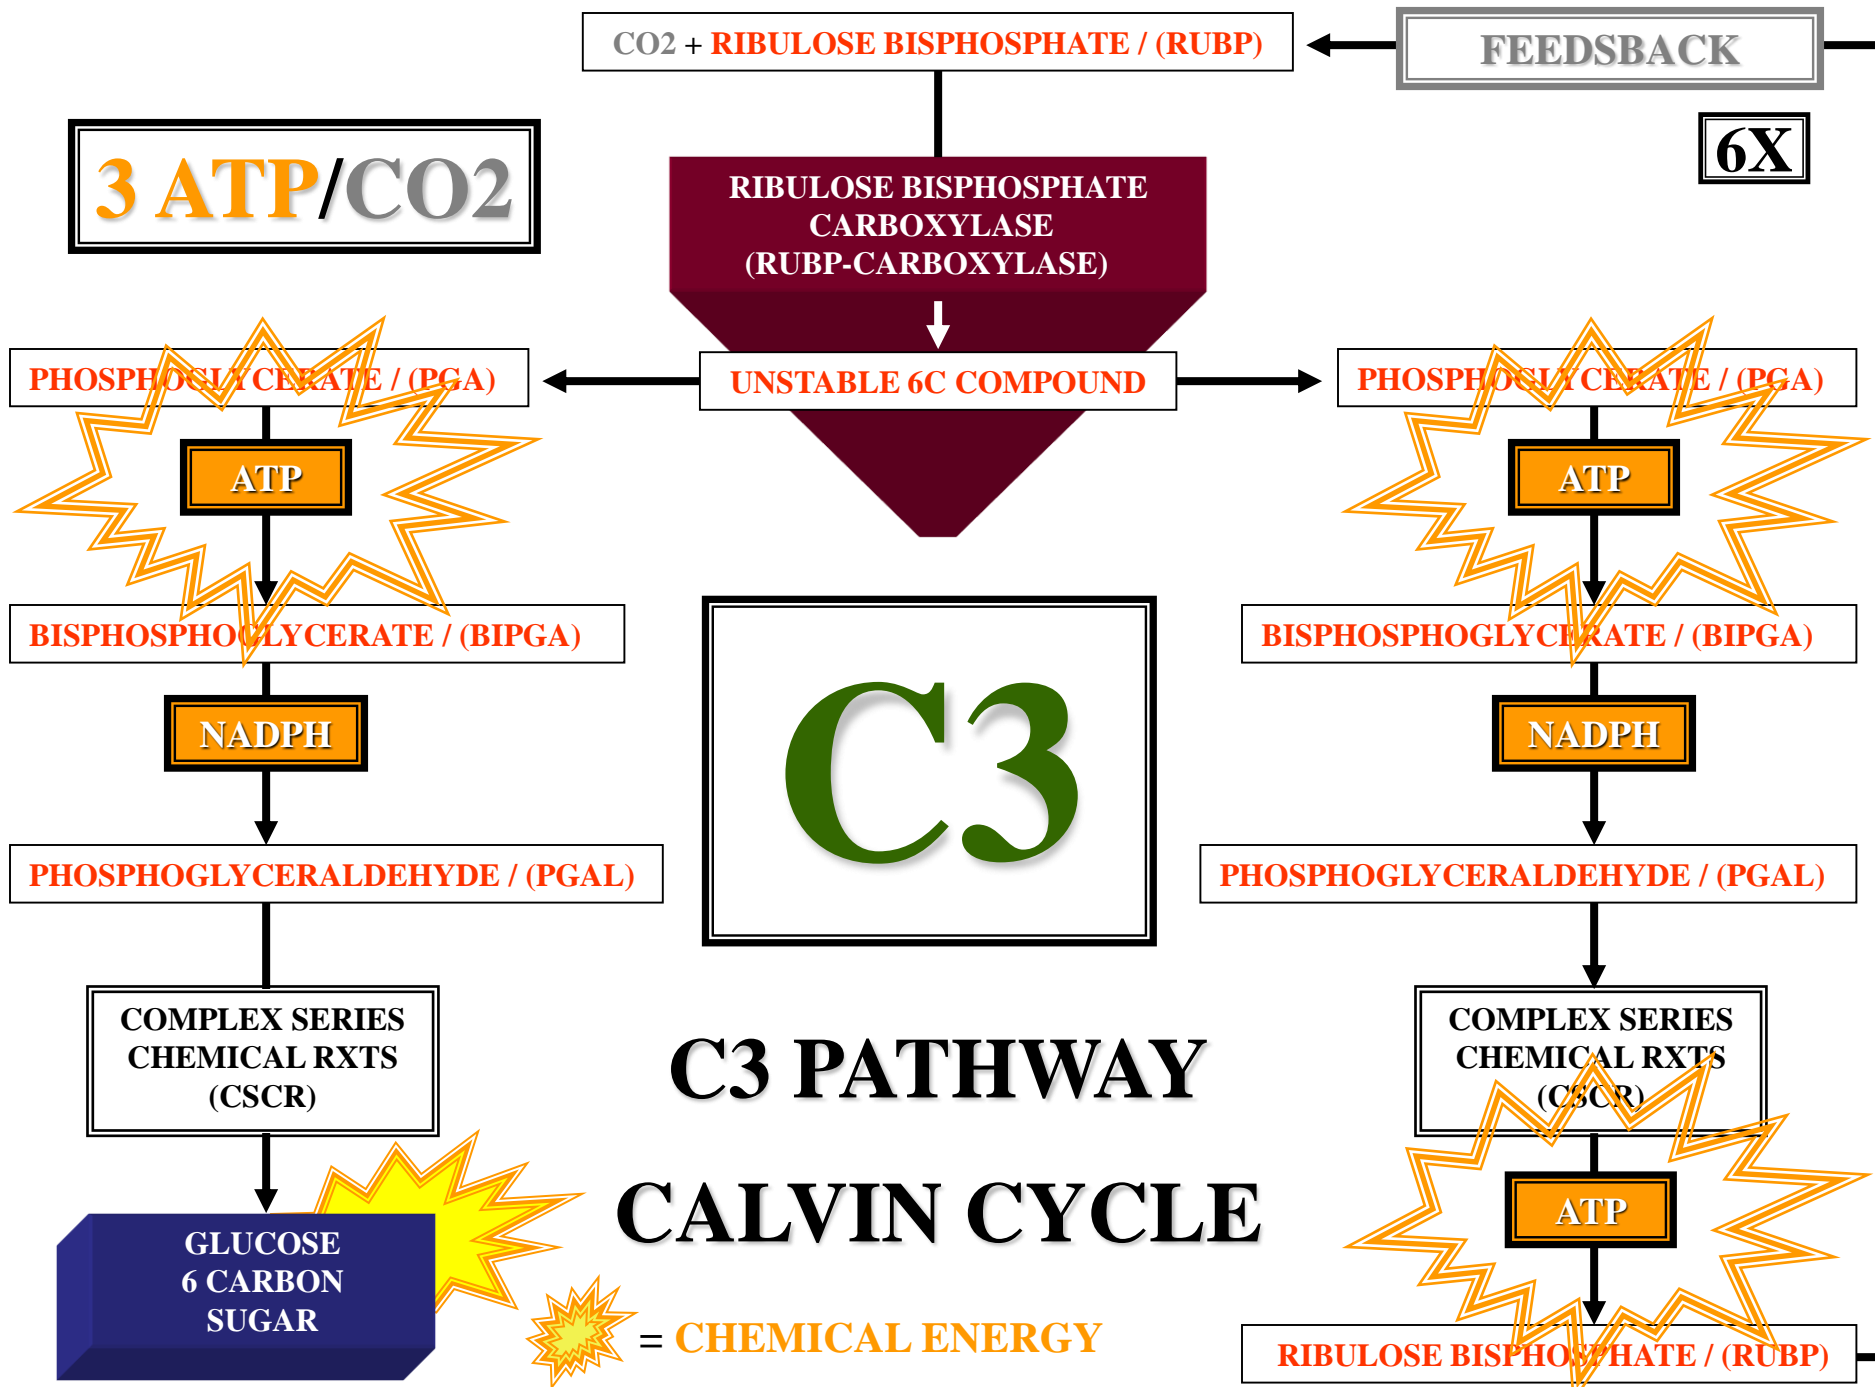 CO2 + RIBULOSE BISPHOSPHATE / (RUBP)
FEEDSBACK
3 ATP/CO2
6X
RIBULOSE BISPHOSPHATE
CARBOXYLASE
(RUBP-CARBOXYLASE)
PHOSPHOGLYCERATE / (PGA)
UNSTABLE 6C COMPOUND
PHOSPHOGLYCERATE / (PGA)
ATP
ATP
BISPHOSPHOGLYCERATE / (BIPGA)
BISPHOSPHOGLYCERATE / (BIPGA)
NADPH
C3
NADPH
PHOSPHOGLYCERALDEHYDE / (PGAL)
PHOSPHOGLYCERALDEHYDE / (PGAL)
COMPLEX SERIES
CHEMICAL RXTS
(CSCR)
C3 PATHWAY
CALVIN CYCLE
COMPLEX SERIES
CHEMICAL RXTS
(CSCR)
ATP
GLUCOSE
6 CARBON
SUGAR
= CHEMICAL ENERGY
RIBULOSE BISPHOSPHATE / (RUBP)